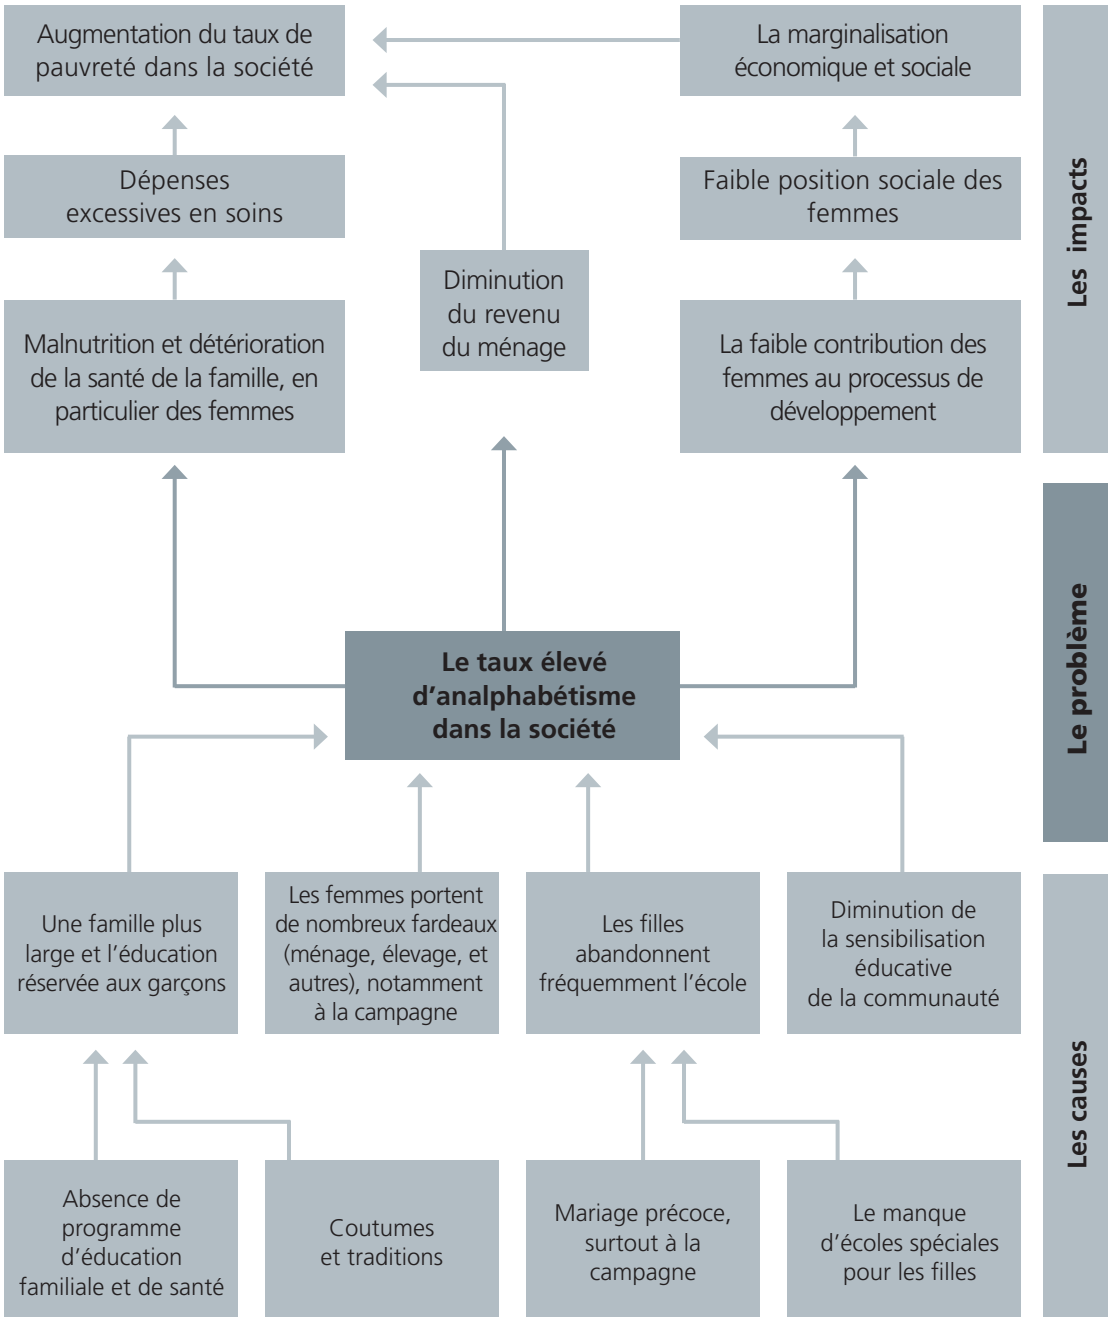 Augmentation du taux de
pauvreté dans la société
La marginalisation
économique et sociale
Dépenses
excessives en soins
Faible position sociale des
femmes
Diminution
du revenu
du ménage
Malnutrition et détérioration
de la santé de la famille, en
particulier des femmes
La faible contribution des
femmes au processus de
développement
Les impacts
Le taux élevé
d’analphabétisme
dans la société
Le problème
Une famille plus
large et l’éducation
réservée aux garçons
Les femmes portent
de nombreux fardeaux
(ménage, élevage, et
autres), notamment
à la campagne
Les filles
abandonnent
fréquemment l’école
Diminution de
la sensibilisation
éducative
de la communauté
Absence de
programme
d’éducation
familiale et de santé
Coutumes
et traditions
Mariage précoce,
surtout à la
campagne
Le manque
d’écoles spéciales
pour les filles
Les causes